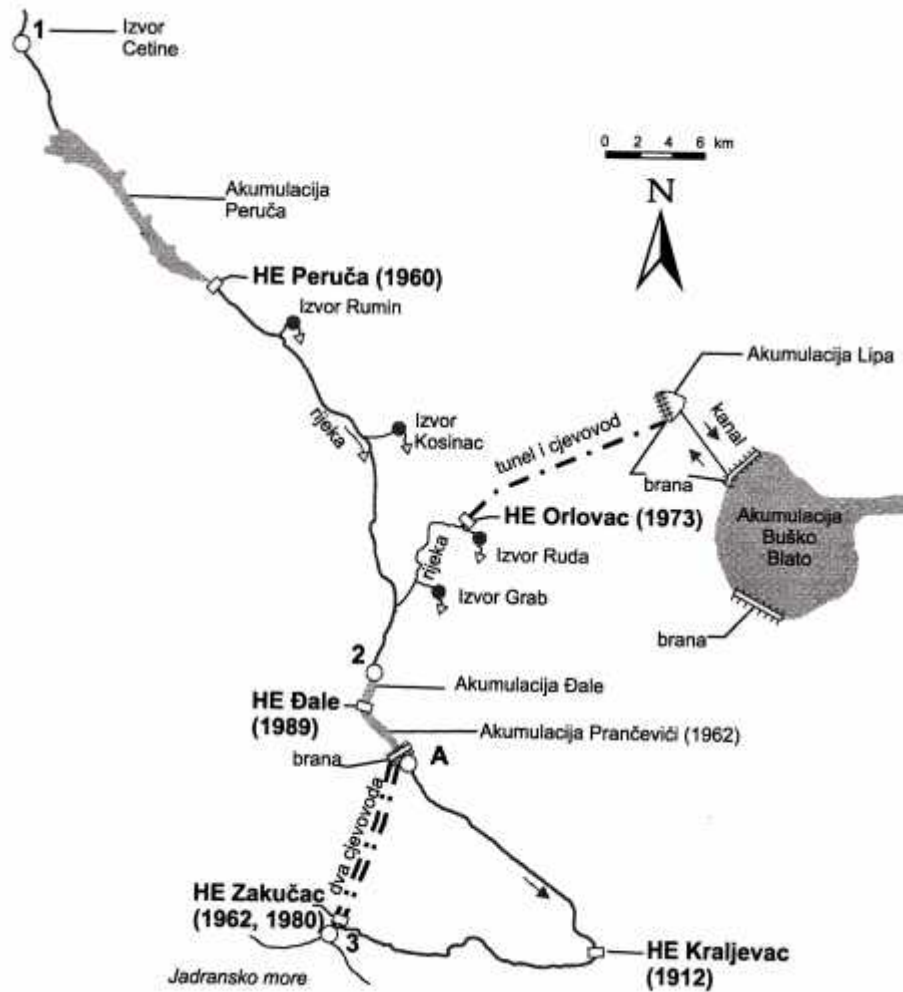 1
Izvor
Cetine
0 2 4 6 km
N
Akumulacija
Peruča
HE Peruča (1960)
Izvor Rumin
Akumulacija Lipa
rijeka
Izvor
Kosinac
kanal
tunel i cjevovod
brana
HE Orlovac (1973)
Akumulacija
Buško
Blato
rijeka
Izvor Ruda
Izvor Grab
brana
2
Akumulacija Đale
HE Đale
(1989)
Akumulacija Prančevići (1962)
brana
A
dva cjevovoda
HE Zakučac
(1962, 1980)
3
HE Kraljevac
(1912)
Jadransko more